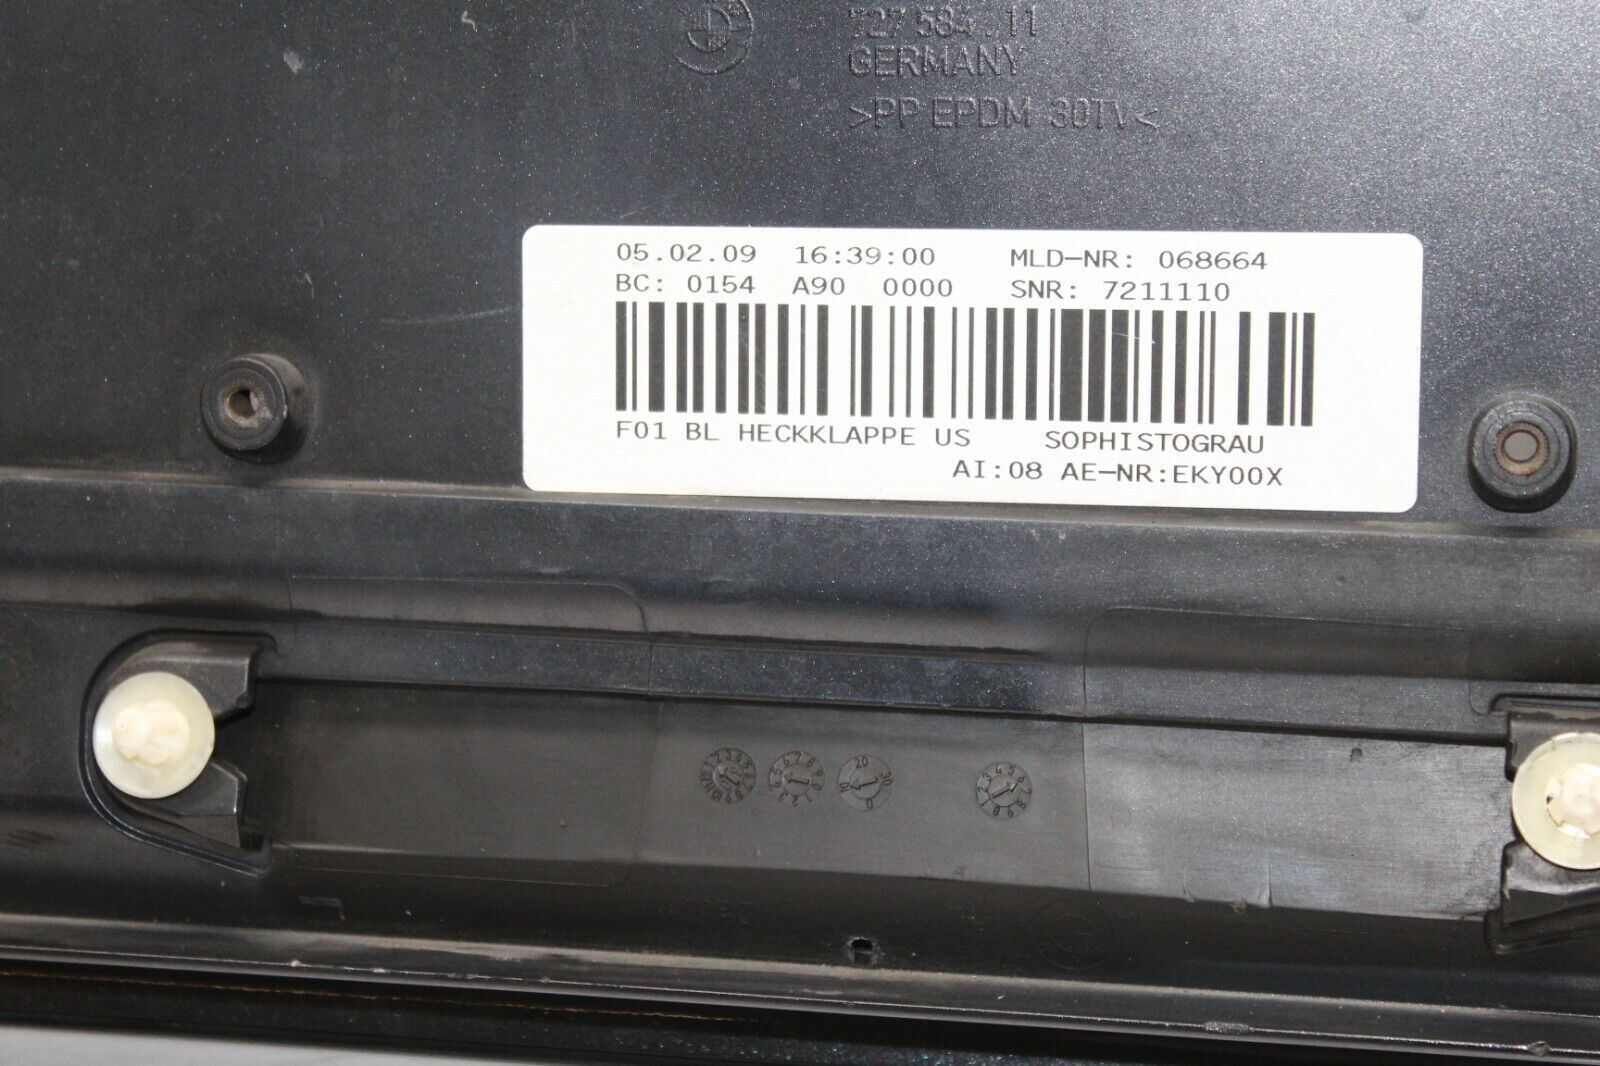 727 584 . 11
GERMANY
>PP EPDM 30TV<
05.02.09 16:39:00 MLD-NR: 068664
BC: 0154 A90 0000 SNR: 7211110
F01 BL HECKKLAPPE US SOPHISTOGRAU
AI:08 AE-NR:EKY00X